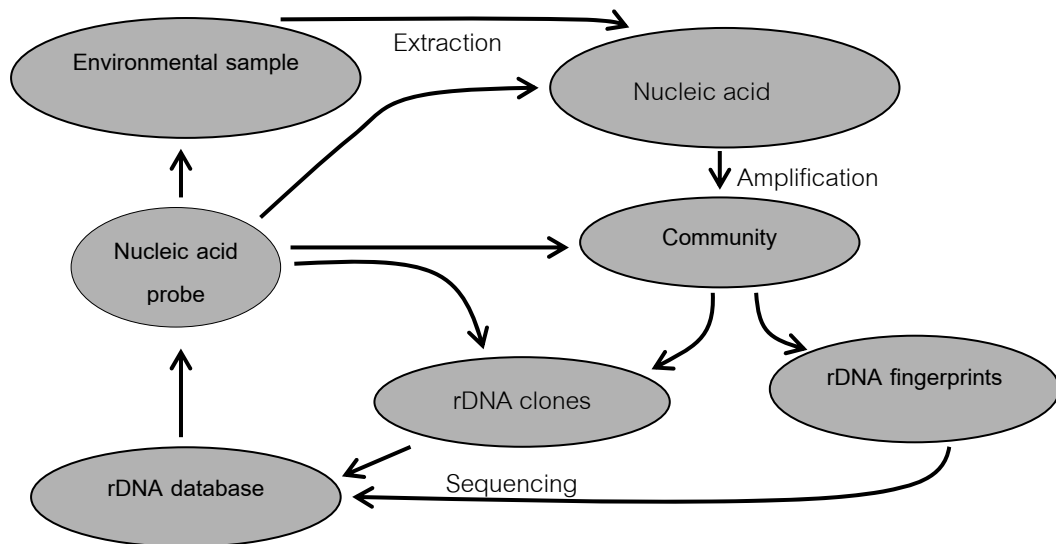 Environmental sample
Extraction
Nucleic acid
Amplification
Nucleic acid
probe
Community
rDNA clones
rDNA fingerprints
rDNA database
Sequencing